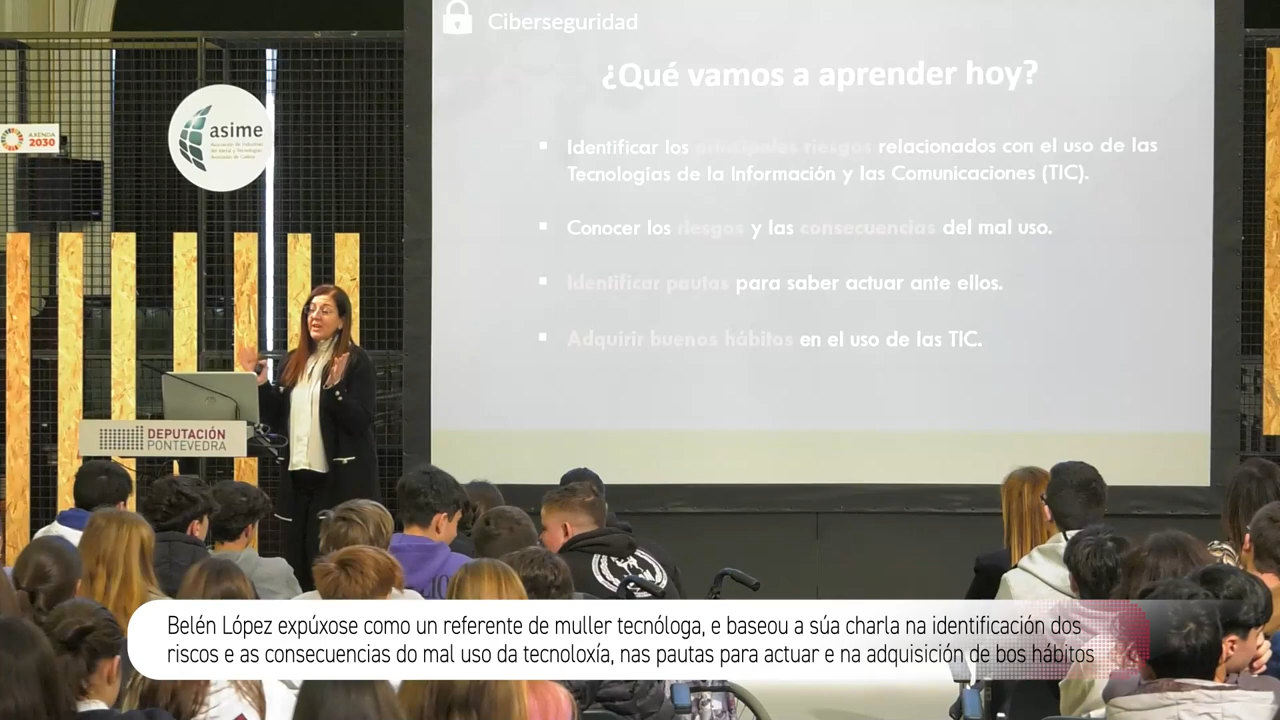 Ciberseguridad
¿Qué vamos a aprender hoy?
Identificar los principales riesgos relacionados con el uso de las
Tecnologías de la Información y las Comunicaciones (TIC).
Conocer los riesgos y las consecuencias del mal uso.
Identificar pautas para saber actuar ante ellos.
Adquirir buenos hábitos en el uso de las TIC.
AXENDA
2030
asime
DEPUTACIÓN
PONTEVEDRA
Belén López expúxose como un referente de muller tecnóloga, e baseou a súa charla na identificación dos
riscos e as consecuencias do mal uso da tecnoloxía, nas pautas para actuar e na adquisición de bos hábitos